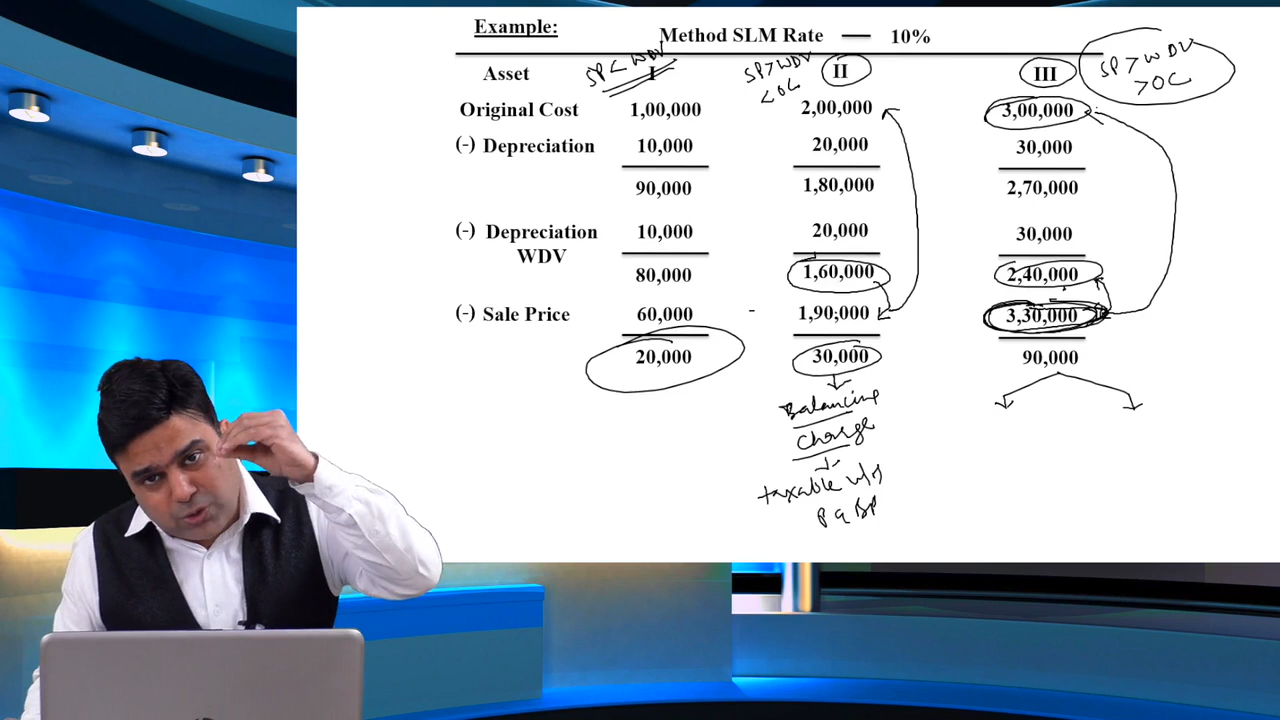 Example:
Method SLM Rate — 10%
Asset I II III
SP < WDV
SP > WDV
< OC
SP > WDV
> OC
Original Cost 1,00,000 2,00,000 3,00,000
(-) Depreciation 10,000 20,000 30,000
90,000 1,80,000 2,70,000
(-) Depreciation 10,000 20,000 30,000
WDV
80,000 1,60,000 2,40,000
(-) Sale Price 60,000 - 1,90,000 3,30,000
20,000 30,000 90,000
Balancing
Charge
taxable u/s
BP